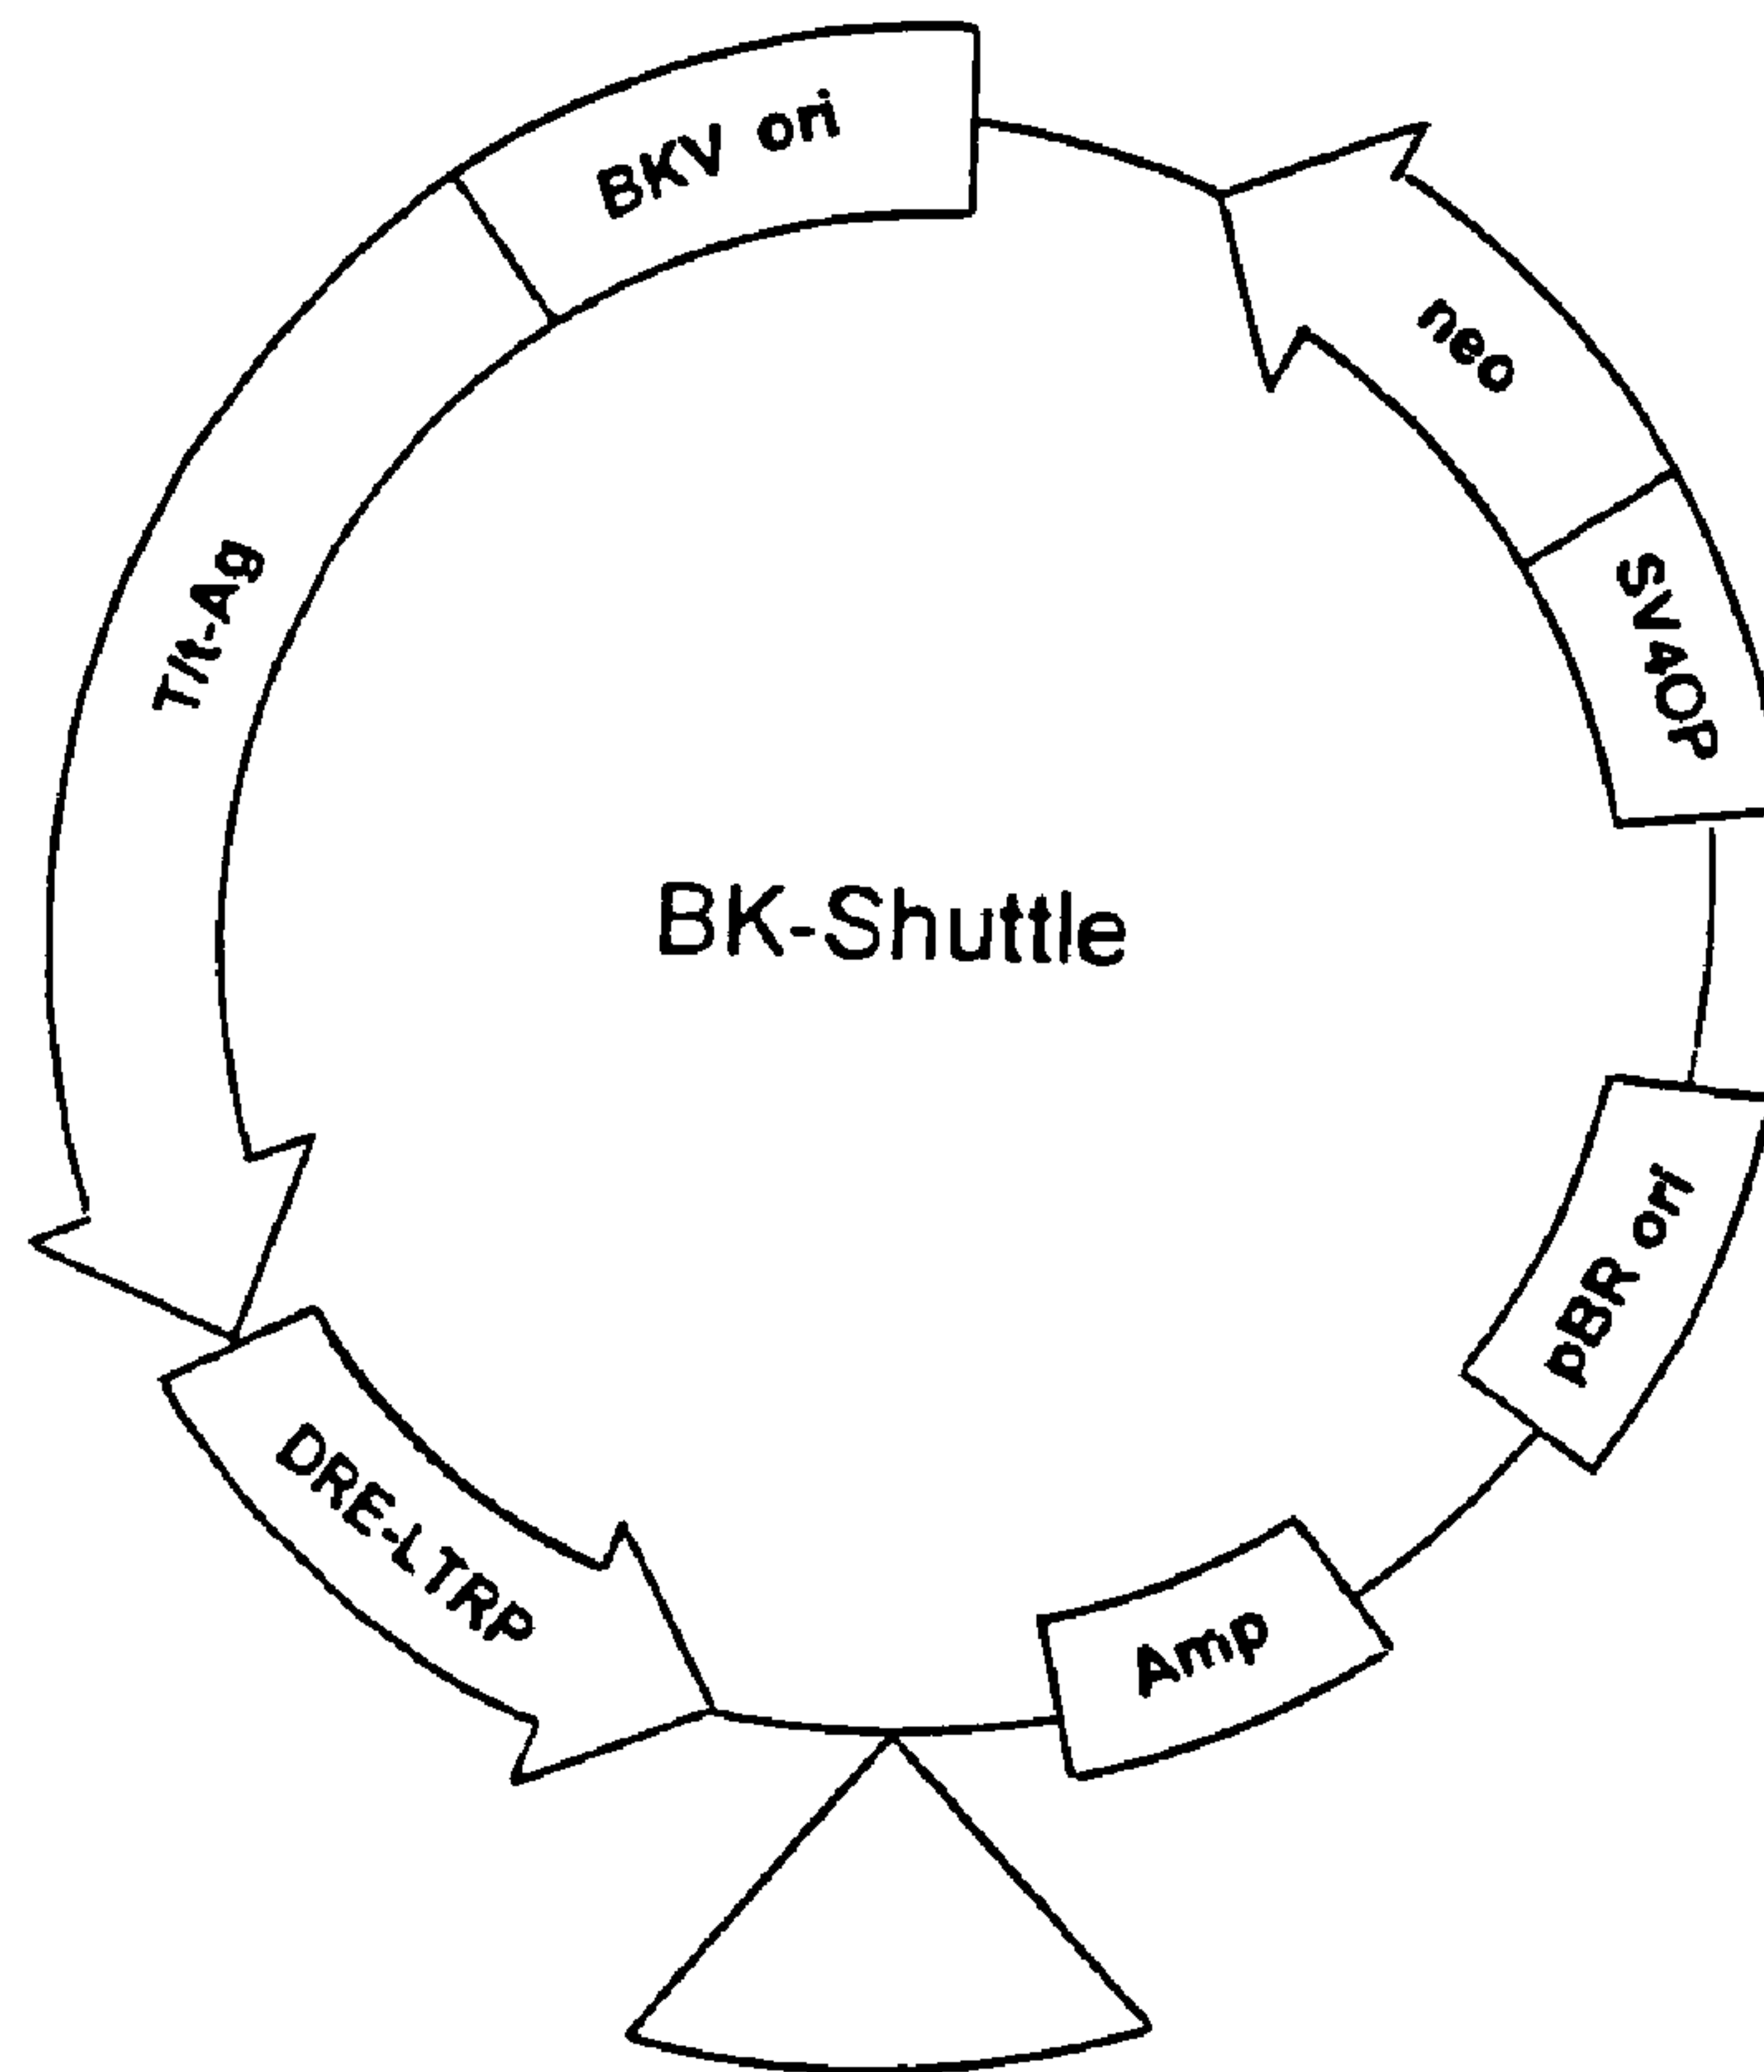 BKV ori
neo
SV40P
T/t-Ag
BK-Shuttle
pBR ori
DRE-LTRP
Amp